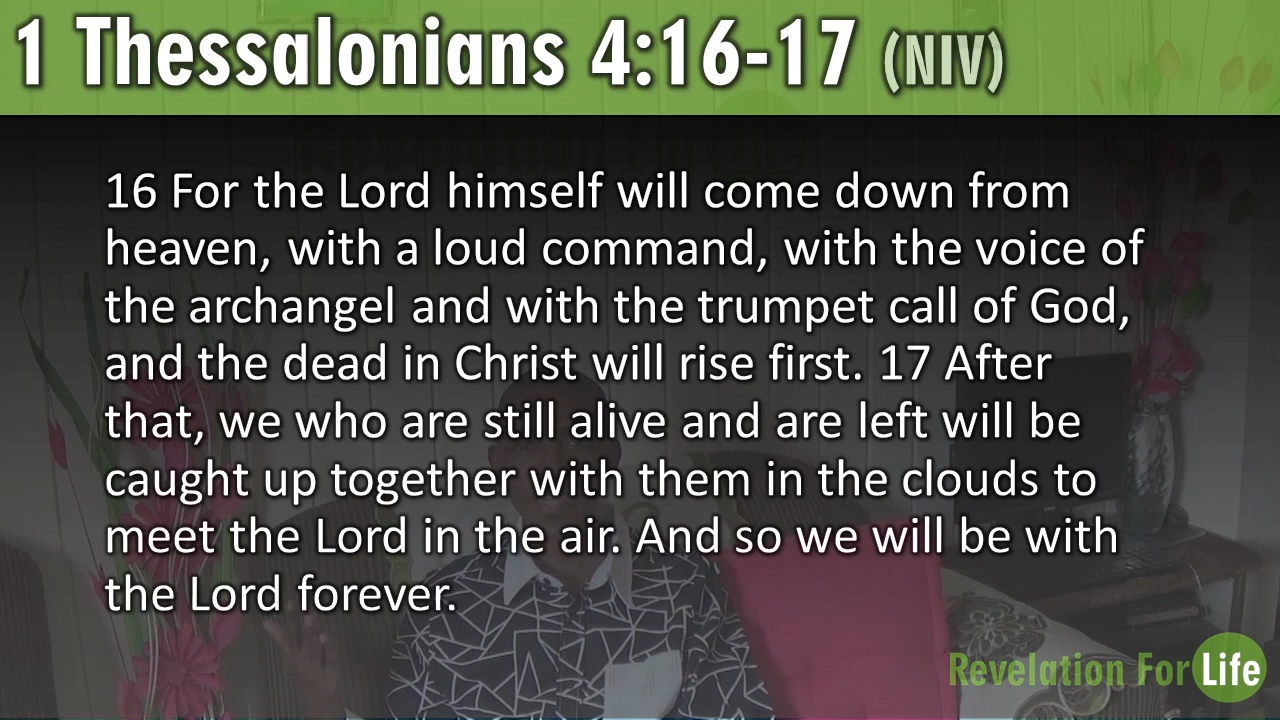 1 Thessalonians 4:16-17 (NIV)
16 For the Lord himself will come down from
heaven, with a loud command, with the voice of
the archangel and with the trumpet call of God,
and the dead in Christ will rise first. 17 After
that, we who are still alive and are left will be
caught up together with them in the clouds to
meet the Lord in the air. And so we will be with
the Lord forever.
Revelation For Life